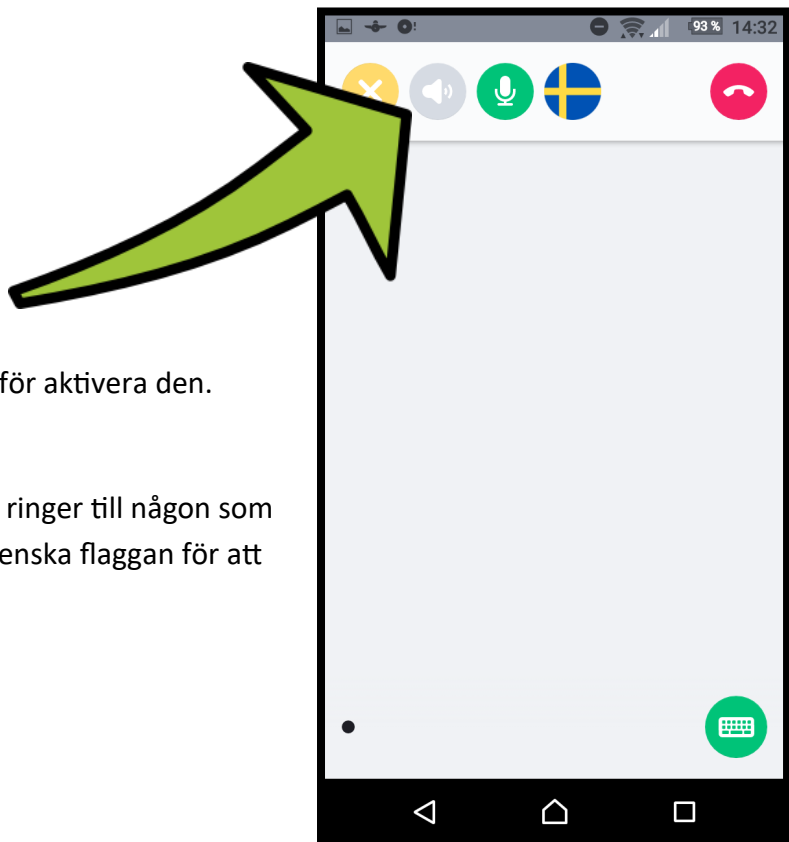 93 % 14:32
för aktivera den.
ringer till någon som
enska flaggan för att